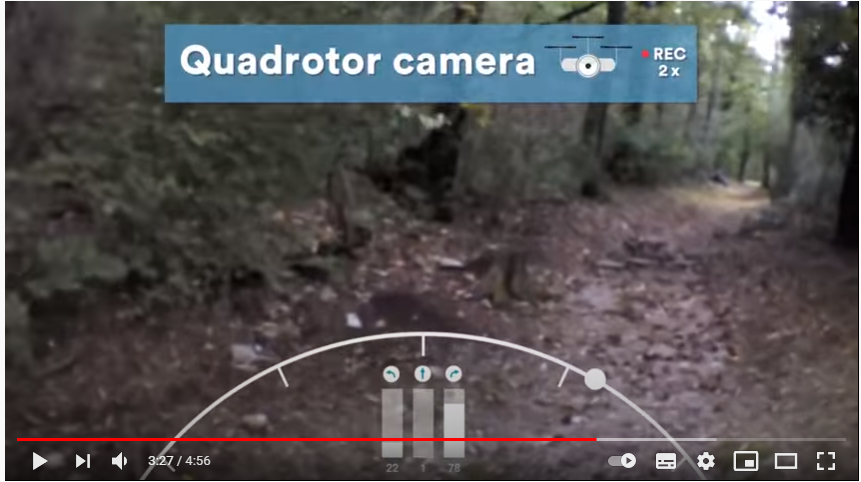 Quadrotor camera
REC
2 x
22 1 78
3:27 / 4:56